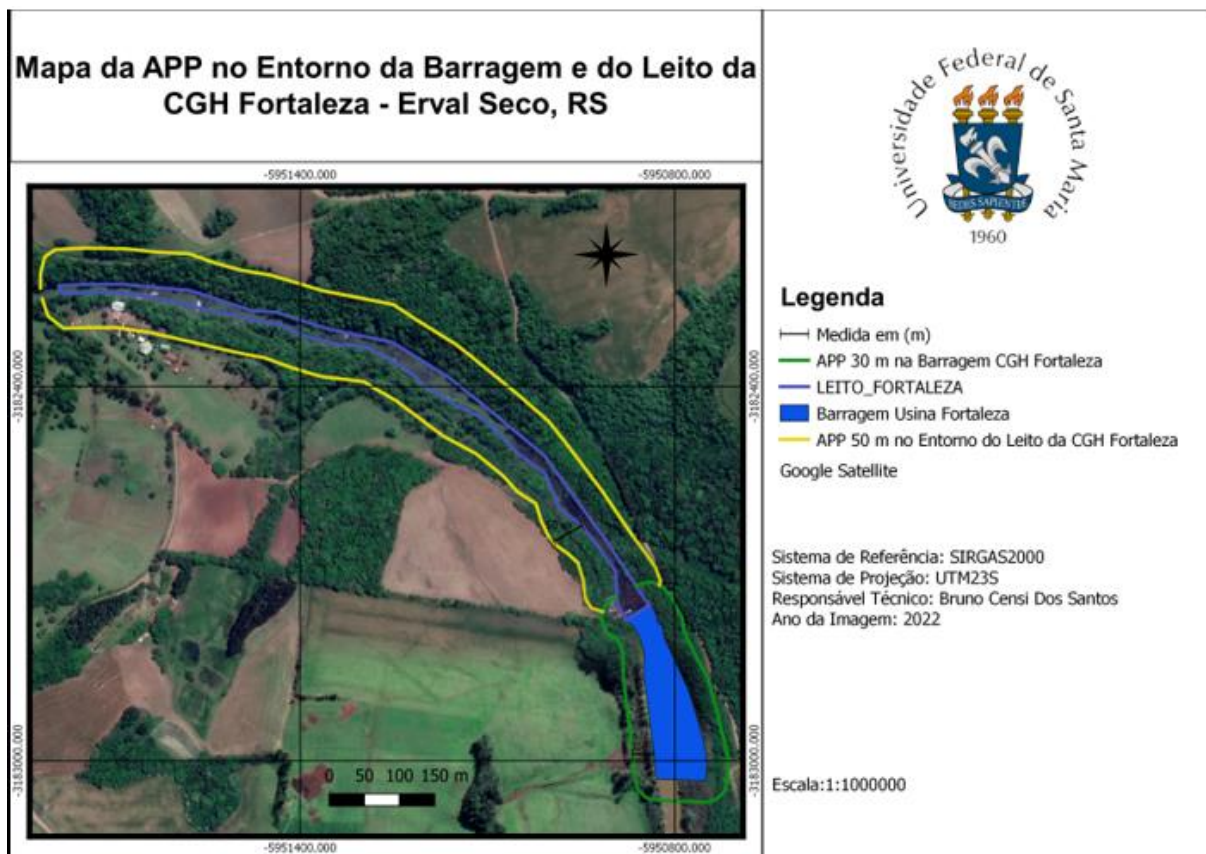 Mapa da APP no Entorno da Barragem e do Leito da
CGH Fortaleza - Erval Seco, RS
-5951400.000
-5950800.000
-3182400.000
-3182400.000
-3183000.000
-3183000.000
0 50 100 150 m
-5951400.000
-5950800.000
Universidade Federal de Santa Maria
SEDES SAPIENTIAE
1960
Legenda
Medida em (m)
APP 30 m na Barragem CGH Fortaleza
LEITO_FORTALEZA
Barragem Usina Fortaleza
APP 50 m no Entorno do Leito da CGH Fortaleza
Google Satellite
Sistema de Referência: SIRGAS2000
Sistema de Projeção: UTM23S
Responsável Técnico: Bruno Censi Dos Santos
Ano da Imagem: 2022
Escala:1:1000000